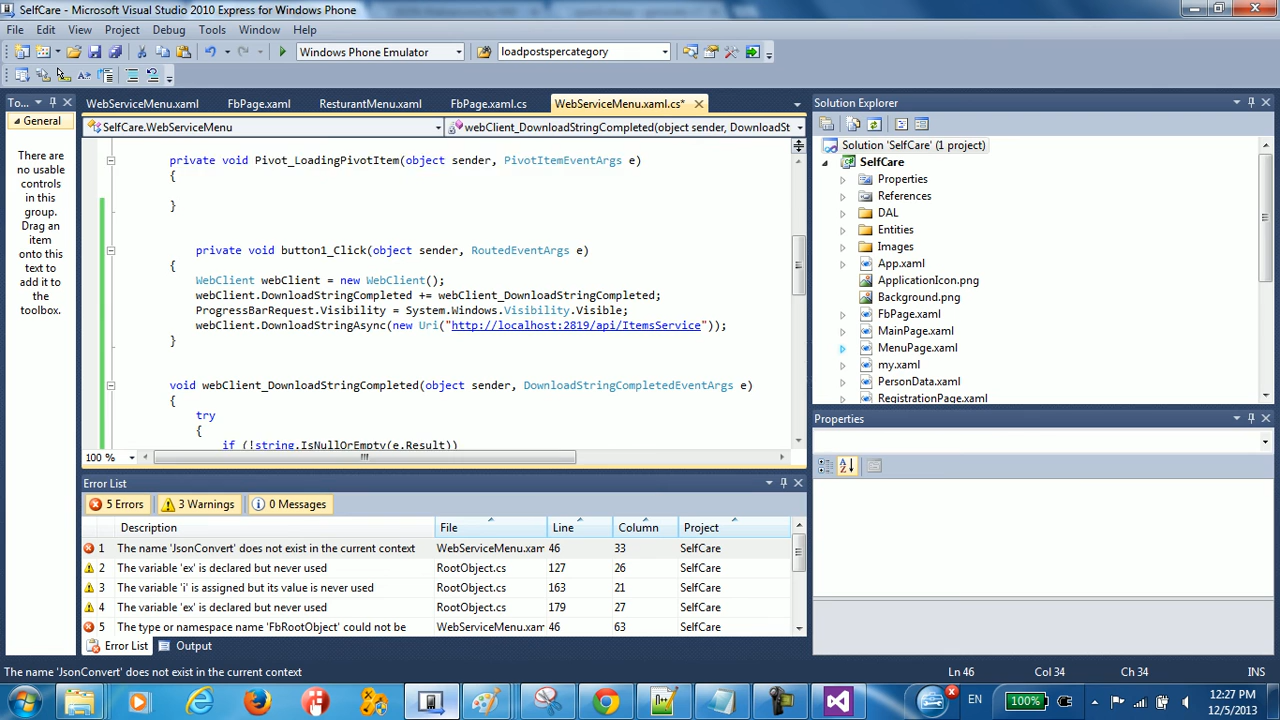 SelfCare - Microsoft Visual Studio 2010 Express for Windows Phone
File Edit View Project Debug Tools Window Help
Windows Phone Emulator loadpostspercategory
To... WebServiceMenu.xaml FbPage.xaml ResturantMenu.xaml FbPage.xaml.cs WebServiceMenu.xaml.cs*
General
There are
no usable
controls
in this
group.
Drag an
item
onto this
text to
add it to
the
toolbox.
SelfCare.WebServiceMenu webClient_DownloadStringCompleted(object sender, DownloadSt
private void Pivot_LoadingPivotItem(object sender, PivotItemEventArgs e)
{
}
private void button1_Click(object sender, RoutedEventArgs e)
{
WebClient webClient = new WebClient();
webClient.DownloadStringCompleted += webClient_DownloadStringCompleted;
ProgressBarRequest.Visibility = System.Windows.Visibility.Visible;
webClient.DownloadStringAsync(new Uri("http://localhost:2819/api/ItemsService"));
}
void webClient_DownloadStringCompleted(object sender, DownloadStringCompletedEventArgs e)
{
try
{
if (!string.IsNullOrEmpty(e.Result))
100 %
Error List
5 Errors 3 Warnings 0 Messages
Description File Line Column Project
1 The name 'JsonConvert' does not exist in the current context WebServiceMenu.xam 46 33 SelfCare
2 The variable 'ex' is declared but never used RootObject.cs 127 26 SelfCare
3 The variable 'i' is assigned but its value is never used RootObject.cs 163 21 SelfCare
4 The variable 'ex' is declared but never used RootObject.cs 179 27 SelfCare
5 The type or namespace name 'FbRootObject' could not be WebServiceMenu.xam 46 63 SelfCare
Error List Output
Solution Explorer
Solution 'SelfCare' (1 project)
SelfCare
Properties
References
DAL
Entities
Images
App.xaml
ApplicationIcon.png
Background.png
FbPage.xaml
MainPage.xaml
MenuPage.xaml
my.xaml
PersonData.xaml
RegistrationPage.xaml
Properties
The name 'JsonConvert' does not exist in the current context Ln 46 Col 34 Ch 34 INS
EN 100% 12:27 PM
12/5/2013